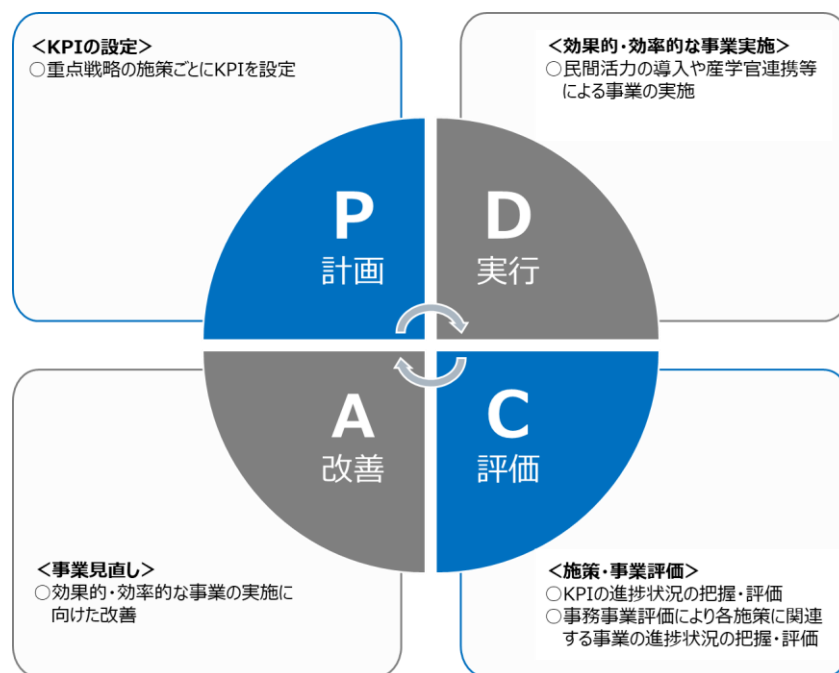 ＜KPIの設定＞
○重点戦略の施策ごとにKPIを設定
＜効果的・効率的な事業実施＞
○民間活力の導入や産学官連携等
による事業の実施
P
計画
D
実行
A
改善
C
評価
＜事業見直し＞
○効果的・効率的な事業の実施に
向けた改善
＜施策・事業評価＞
○KPIの進捗状況の把握・評価
○事務事業評価により各施策に関連
する事業の進捗状況の把握・評価